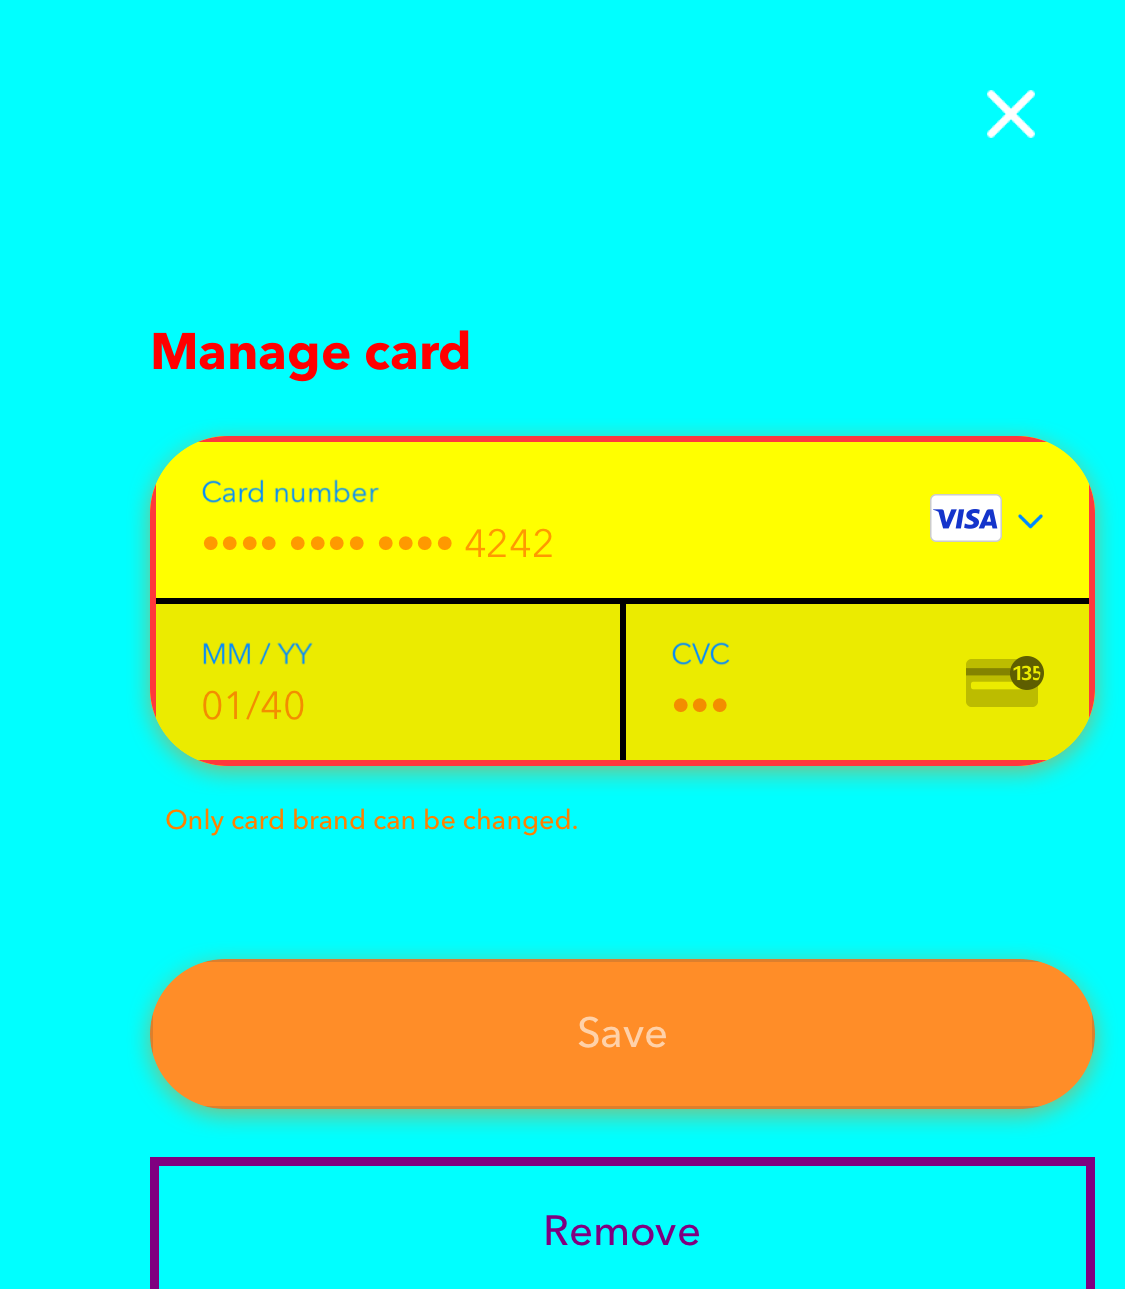 Manage card
Card number
•••• •••• •••• 4242
VISA
MM / YY
01/40
CVC
•••
135
Only card brand can be changed.
Save
Remove